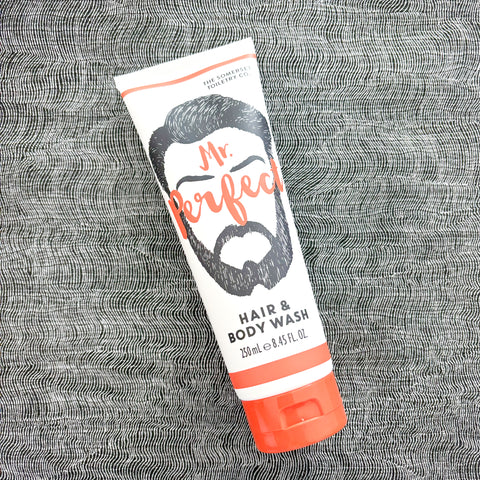 THE SOMERSET
TOILETRY CO.
Mr.
Perfect
HAIR &
BODY WASH
250 mL e 8.45 FL. OZ.